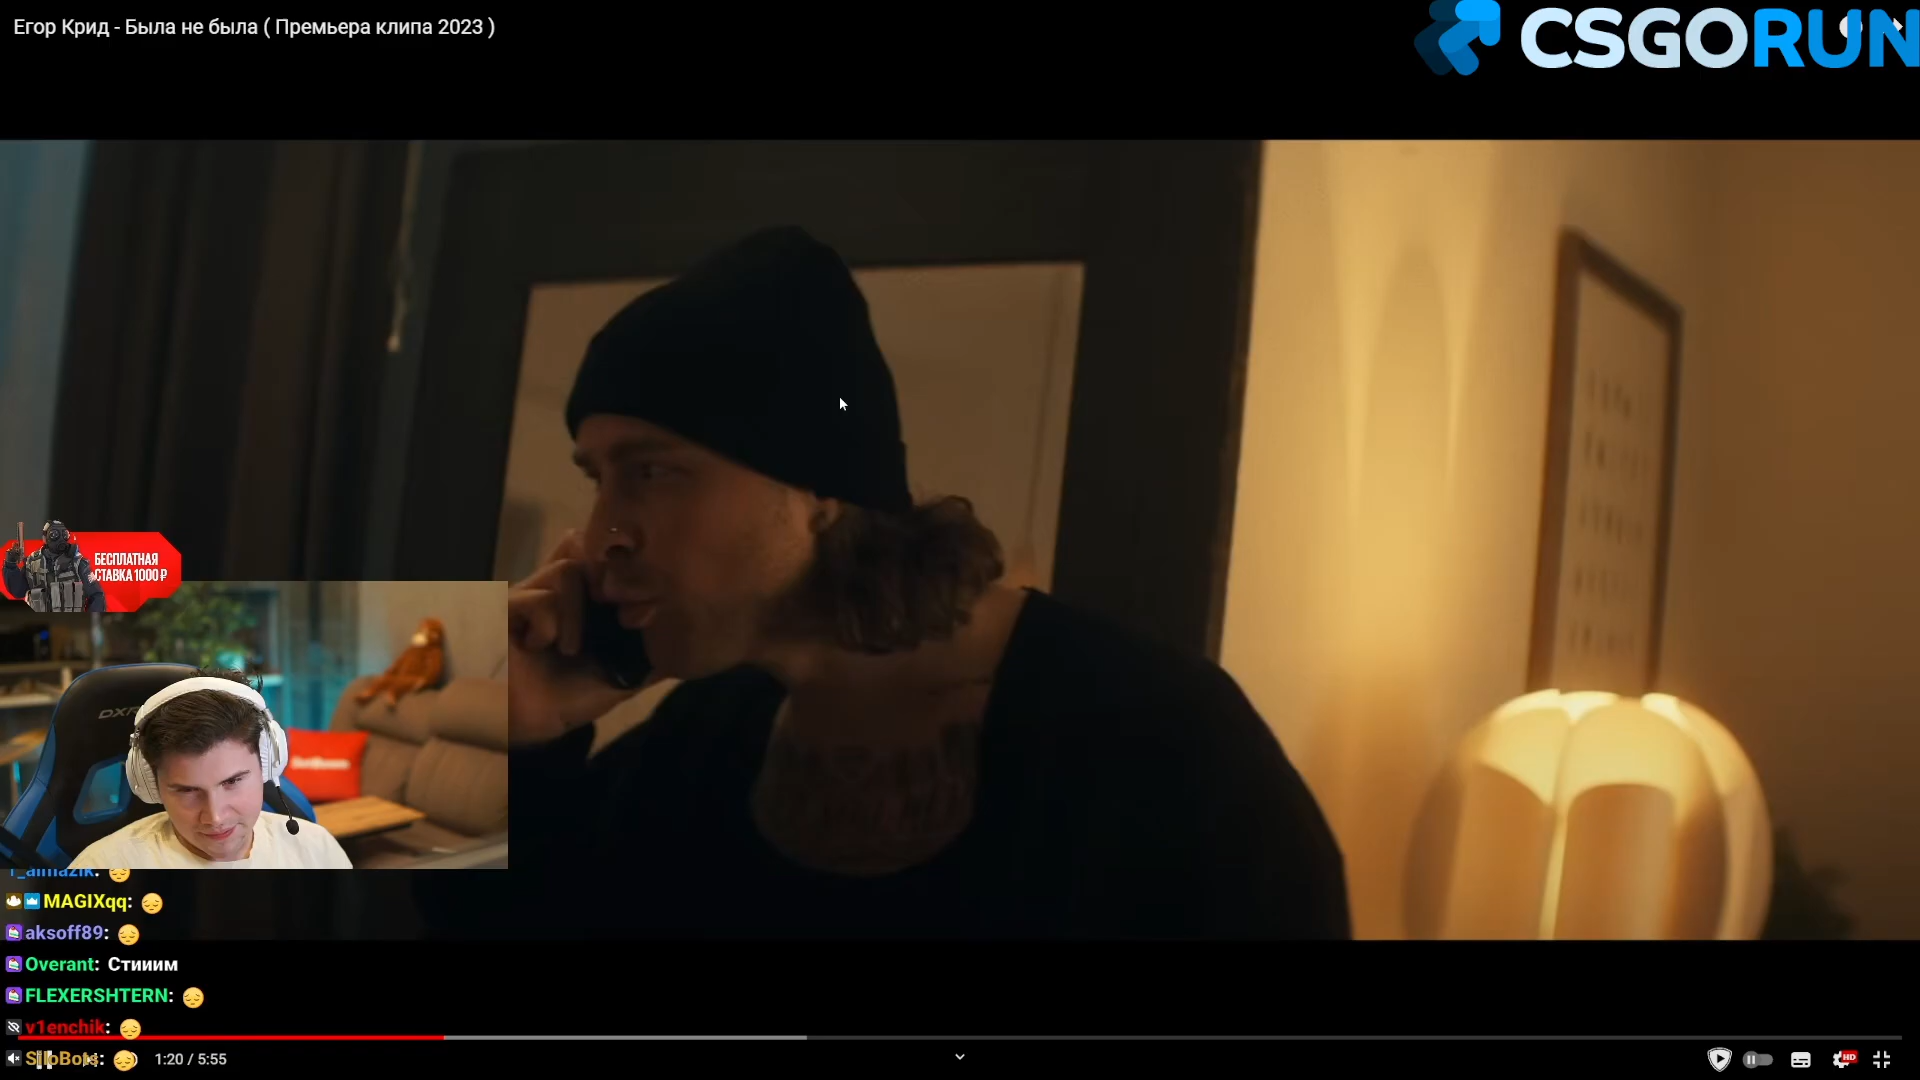 Егор Крид - Была не была ( Премьера клипа 2023 )
CSGORUN
БЕСПЛАТНАЯ
СТАВКА 1000 ₽
MAGIXqq: 😔
aksoff89: 😔
Overant: Стииим
FLEXERSHTERN: 😔
v1enchik: 😔
1:20 / 5:55
HD